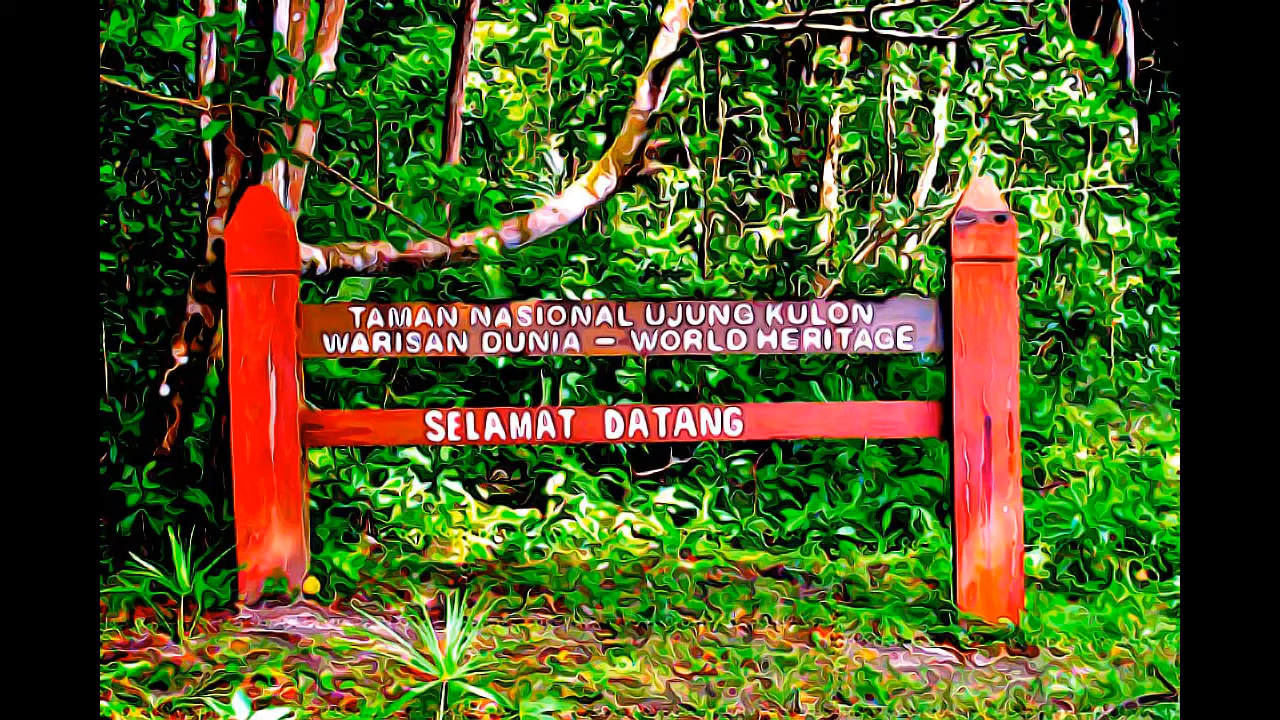 TAMAN NASIONAL UJUNG KULON
WARISAN DUNIA - WORLD HERITAGE
SELAMAT DATANG